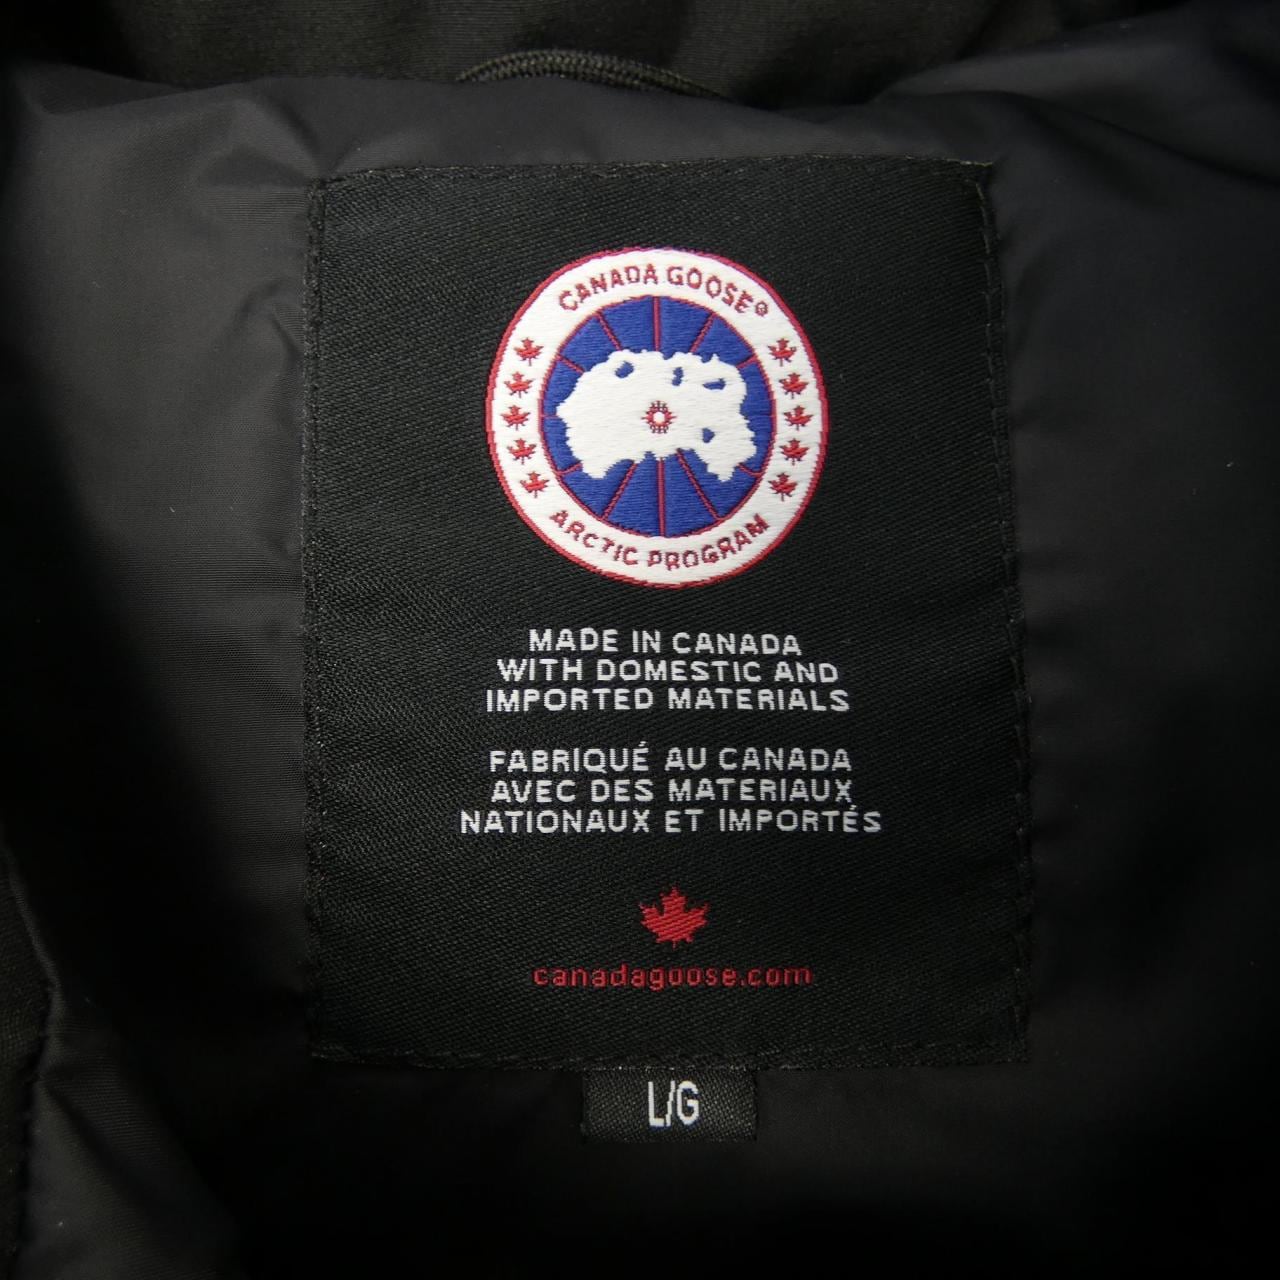 CANADA GOOSE®
ARCTIC PROGRAM
MADE IN CANADA
WITH DOMESTIC AND
IMPORTED MATERIALS
FABRIQUÉ AU CANADA
AVEC DES MATERIAUX
NATIONAUX ET IMPORTÉS
canadagoose.com
L/G